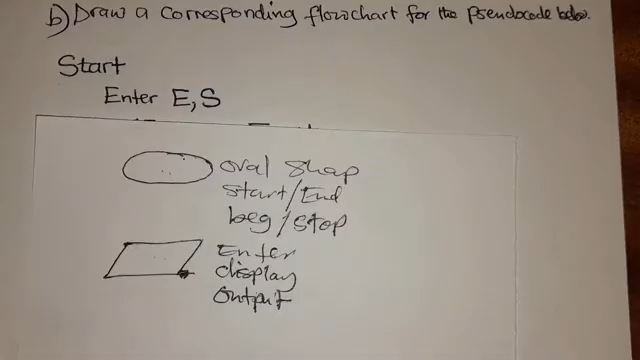 b) Draw a corresponding flowchart for the pseudocode below.
Start
Enter E, S
oval shap
start/End
beg/stop
Enter
display
output